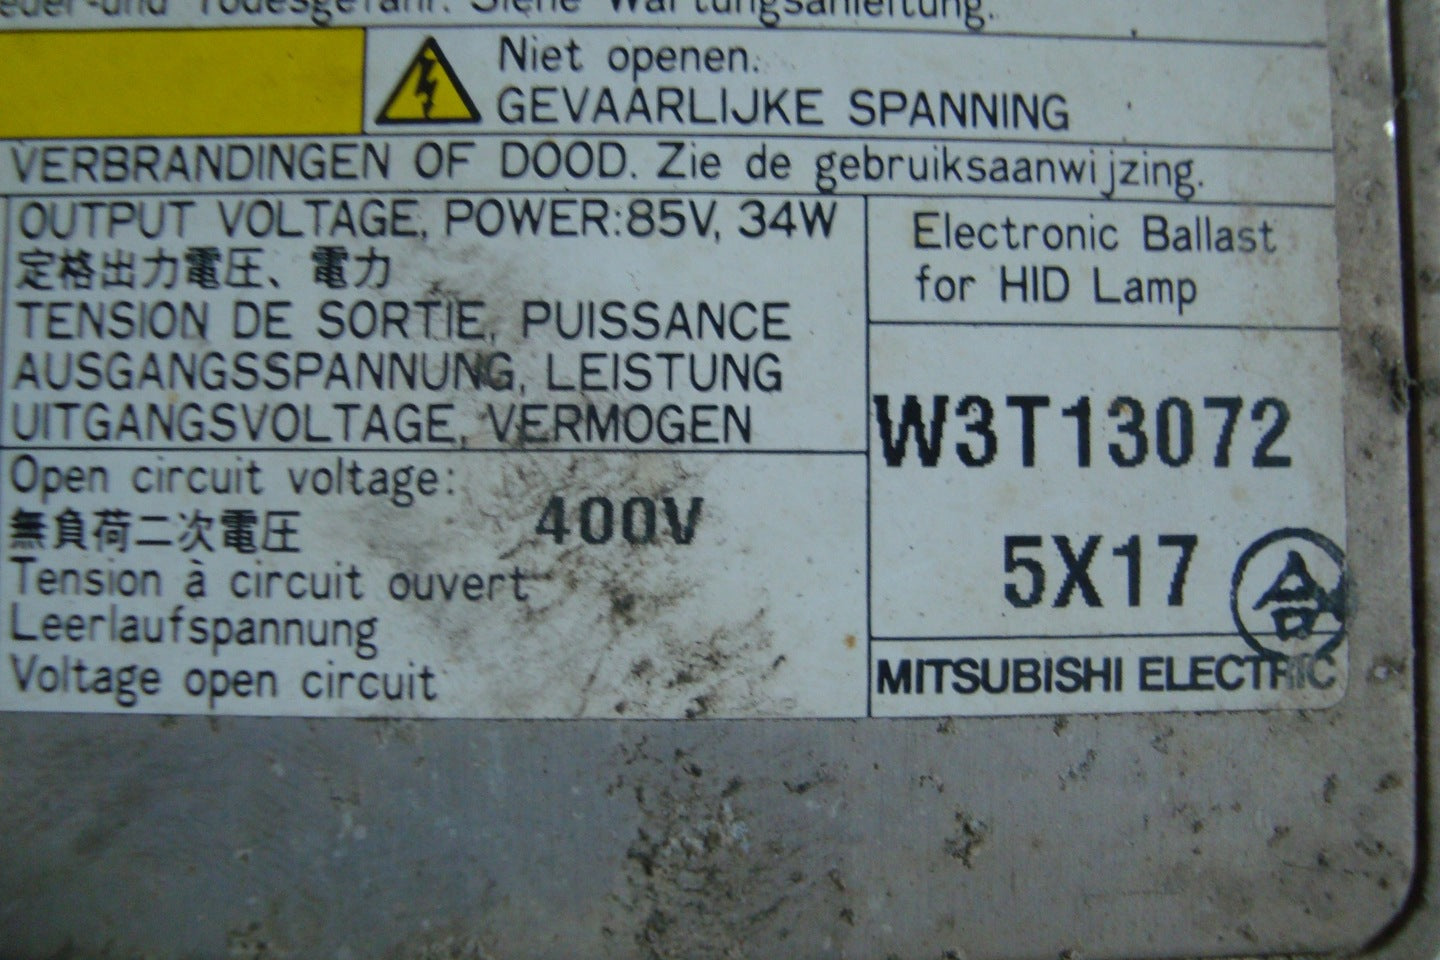 Todesgefahr. Siehe Wartungsanleitung.
Niet openen.
GEVAARLIJKE SPANNING
VERBRANDINGEN OF DOOD. Zie de gebruiksaanwijzing.
OUTPUT VOLTAGE, POWER:85V, 34W
定格出力電圧、電力
TENSION DE SORTIE, PUISSANCE
AUSGANGSSPANNUNG, LEISTUNG
UITGANGSVOLTAGE, VERMOGEN
Open circuit voltage:
無負荷二次電圧
400V
Tension à circuit ouvert
Leerlaufspannung
Voltage open circuit
Electronic Ballast
for HID Lamp
W3T13072
5X17
合
MITSUBISHI ELECTRIC